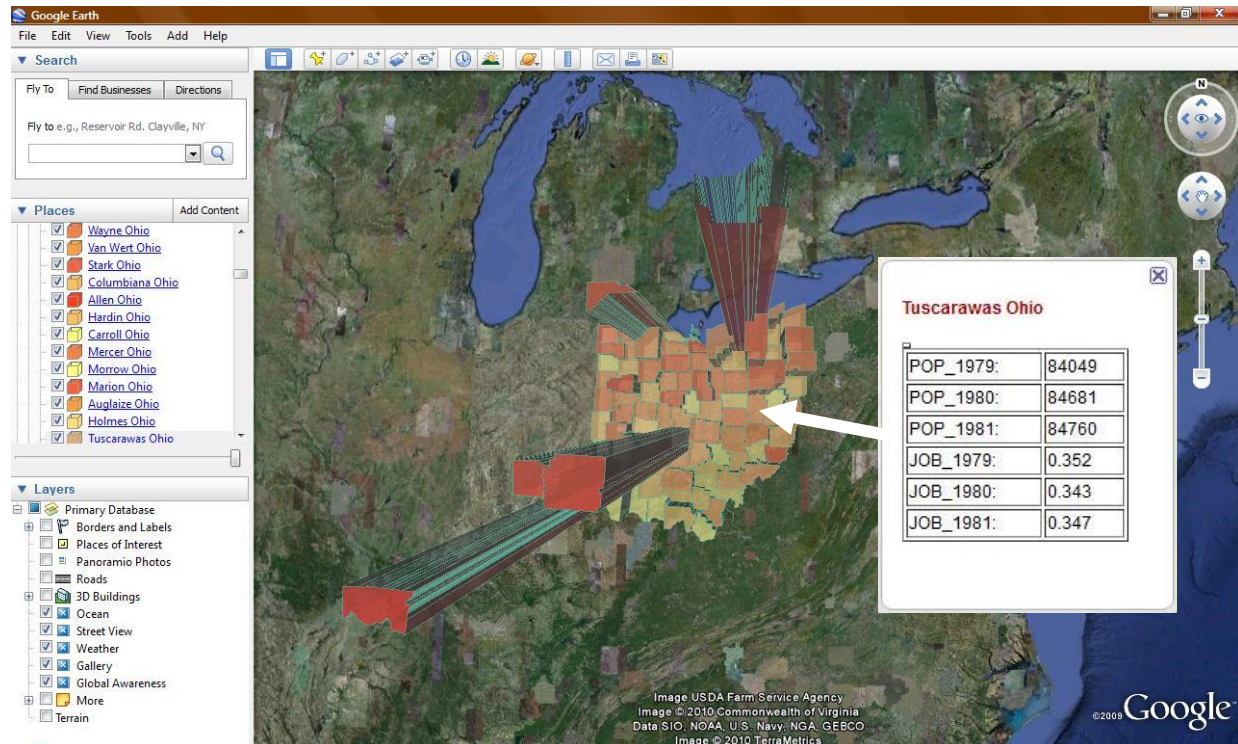 Google Earth
File Edit View Tools Add Help
Search
Fly To Find Businesses Directions
Fly to e.g., Reservoir Rd. Clayville, NY
Places Add Content
Wayne Ohio
Van Wert Ohio
Stark Ohio
Columbiana Ohio
Allen Ohio
Hardin Ohio
Carroll Ohio
Mercer Ohio
Morrow Ohio
Marion Ohio
Auglaize Ohio
Holmes Ohio
Tuscarawas Ohio
Layers
Primary Database
Borders and Labels
Places of Interest
Panoramio Photos
Roads
3D Buildings
Ocean
Street View
Weather
Gallery
Global Awareness
More
Terrain
N
Tuscarawas Ohio
POP_1979: 84049
POP_1980: 84681
POP_1981: 84760
JOB_1979: 0.352
JOB_1980: 0.343
JOB_1981: 0.347
Image USDA Farm Service Agency
Image © 2010 Commonwealth of Virginia
Data SIO, NOAA, U.S. Navy, NGA, GEBCO
Image © 2010 TerraMetrics
©2009 Google